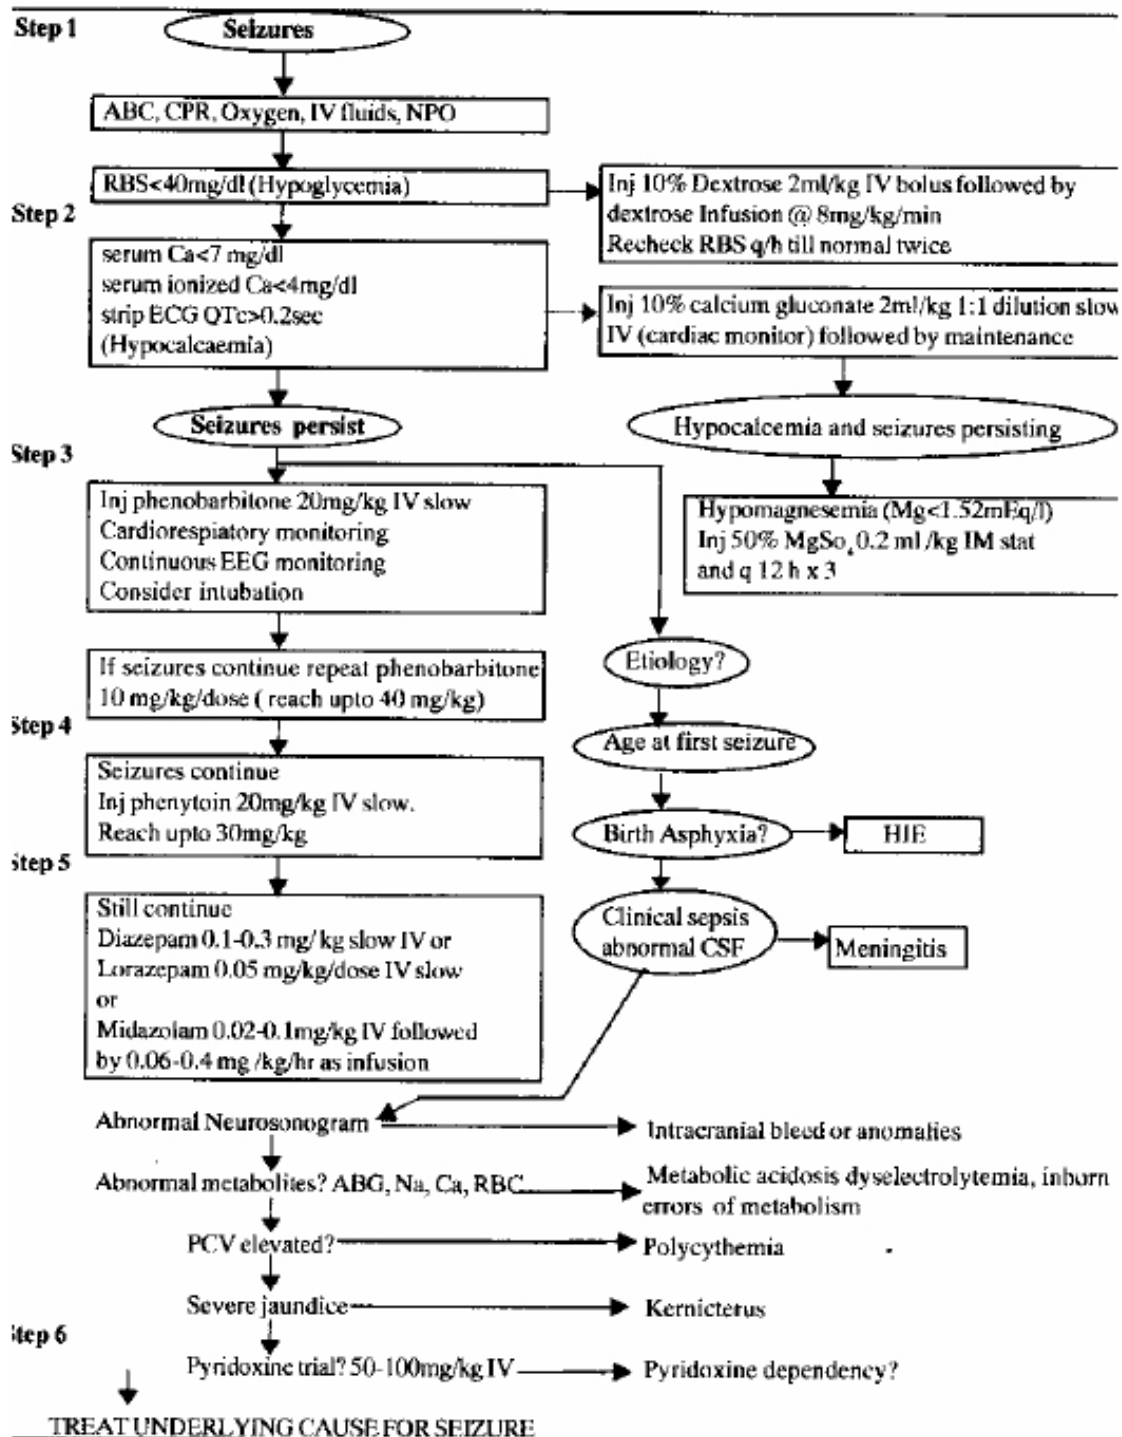 Step 1
Seizures
ABC, CPR, Oxygen, IV fluids, NPO
RBS<40mg/dl (Hypoglycemia)
Inj 10% Dextrose 2ml/kg IV bolus followed by
dextrose Infusion @ 8mg/kg/min
Recheck RBS q/h till normal twice
Step 2
serum Ca<7 mg/dl
serum ionized Ca<4mg/dl
strip ECG QTc>0.2sec
(Hypocalcaemia)
Inj 10% calcium gluconate 2ml/kg 1:1 dilution slow
IV (cardiac monitor) followed by maintenance
Seizures persist
Hypocalcemia and seizures persisting
Step 3
Inj phenobarbitone 20mg/kg IV slow
Cardiorespiatory monitoring
Continuous EEG monitoring
Consider intubation
Hypomagnesemia (Mg<1.52mEq/l)
Inj 50% MgSo4 0.2 ml /kg IM stat
and q 12 h x 3
If seizures continue repeat phenobarbitone
10 mg/kg/dose ( reach upto 40 mg/kg)
Etiology?
Step 4
Age at first seizure
Seizures continue
Inj phenytoin 20mg/kg IV slow.
Reach upto 30mg/kg
Birth Asphyxia?
HIE
Step 5
Still continue
Diazepam 0.1-0.3 mg/ kg slow IV or
Lorazepam 0.05 mg/kg/dose IV slow
or
Midazolam 0.02-0.1mg/kg IV followed
by 0.06-0.4 mg /kg/hr as infusion
Clinical sepsis
abnormal CSF
Meningitis
Abnormal Neurosonogram
Intracranial bleed or anomalies
Abnormal metabolites? ABG, Na, Ca, RBC
Metabolic acidosis dyselectrolytemia, inborn
errors of metabolism
PCV elevated?
Polycythemia
Severe jaundice
Kernicterus
Step 6
Pyridoxine trial? 50-100mg/kg IV
Pyridoxine dependency?
TREAT UNDERLYING CAUSE FOR SEIZURE